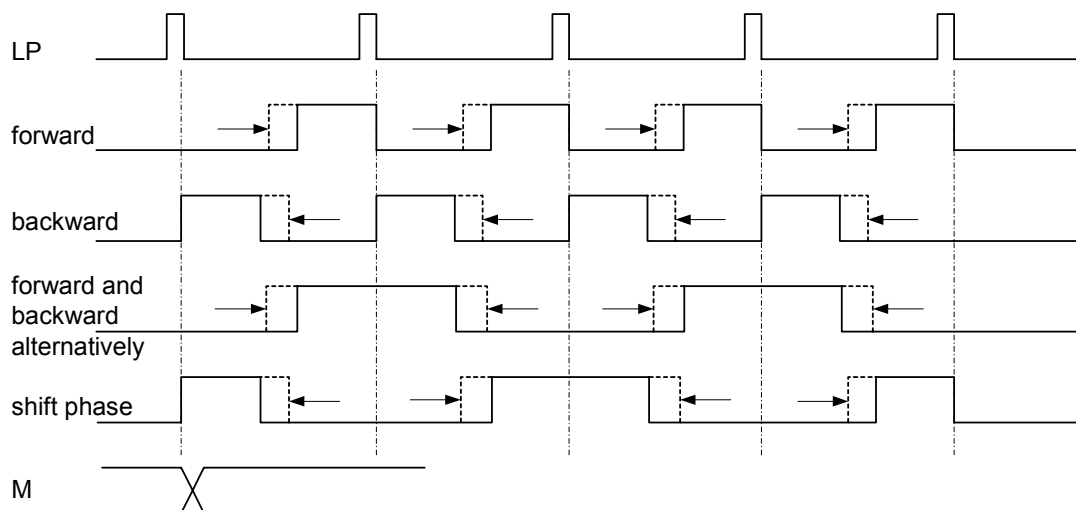 LP
forward
backward
forward and
backward
alternatively
shift phase
M